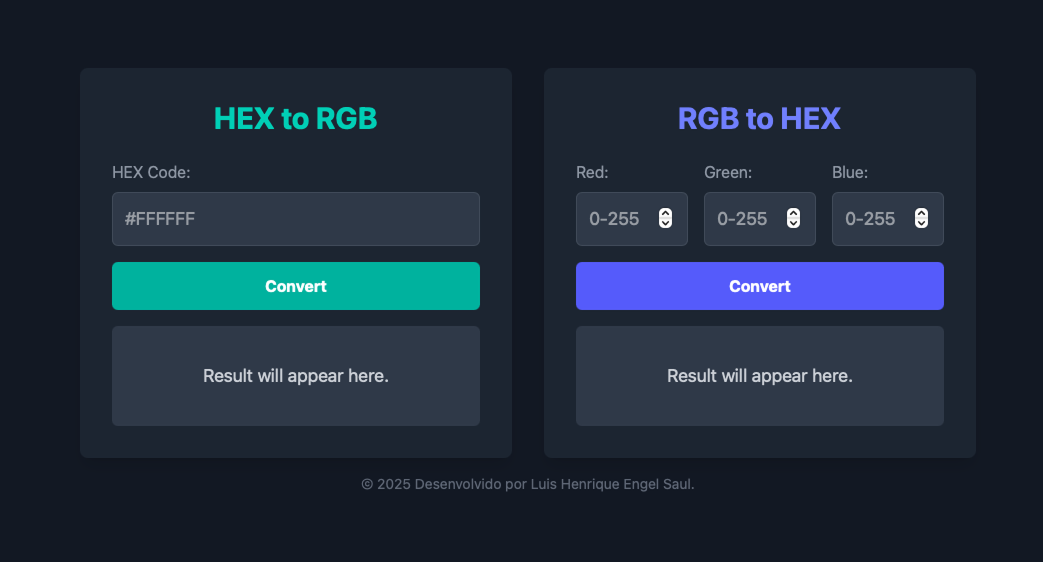 HEX to RGB
HEX Code:
#FFFFFF
Convert
Result will appear here.
RGB to HEX
Red: Green: Blue:
0-255 0-255 0-255
Convert
Result will appear here.
© 2025 Desenvolvido por Luis Henrique Engel Saul.